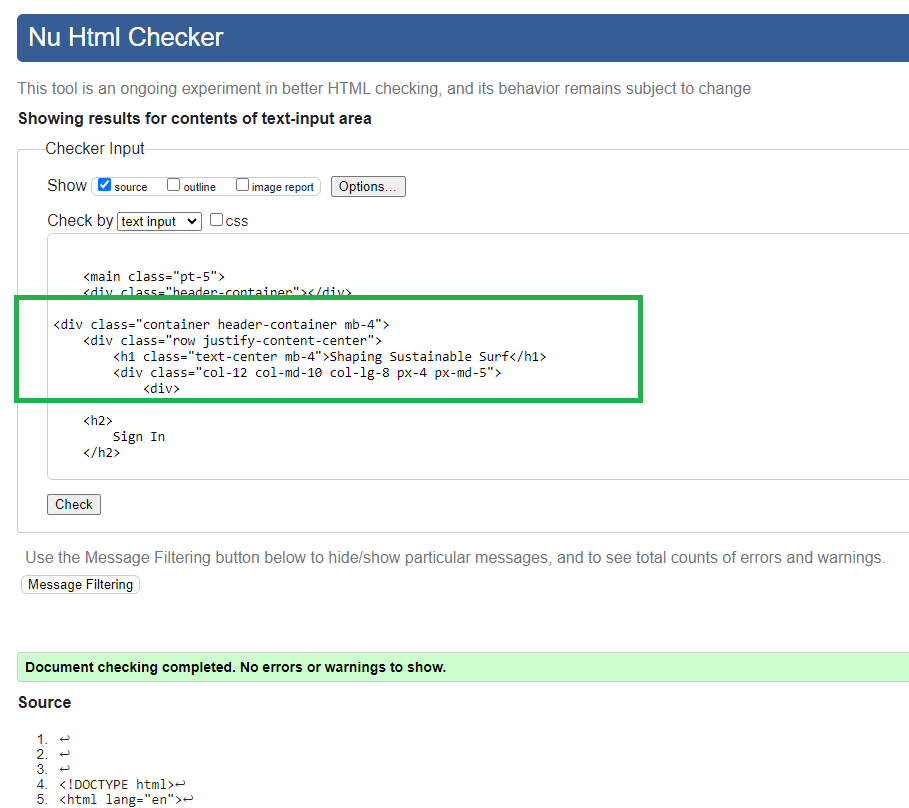 Nu Html Checker
This tool is an ongoing experiment in better HTML checking, and its behavior remains subject to change
Showing results for contents of text-input area
Checker Input
Show source outline image report Options...
Check by text input css
<main class="pt-5">
<div class="header-container"></div>
<div class="container header-container mb-4">
<div class="row justify-content-center">
<h1 class="text-center mb-4">Shaping Sustainable Surf</h1>
<div class="col-12 col-md-10 col-lg-8 px-4 px-md-5">
<div>
<h2>
Sign In
</h2>
Check
Use the Message Filtering button below to hide/show particular messages, and to see total counts of errors and warnings.
Message Filtering
Document checking completed. No errors or warnings to show.
Source
1. ↩
2. ↩
3. ↩
4. <!DOCTYPE html>↩
5. <html lang="en">↩